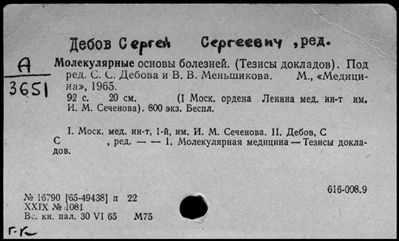 Дебов Сергей Сергеевич, ред.
А
3651
Молекулярные основы болезней. (Тезисы докладов). Под
ред. С. С. Дебова и В. В. Меньшикова. М., «Медици-
на», 1965.
92 с. 20 см. (I Моск. ордена Ленина мед. ин-т им.
И. М. Сеченова). 800 экз. Беспл.
I. Моск. мед. ин-т, 1-й, им. И. М. Сеченова. II. Дебов, С
С , ред. — — 1. Молекулярная медицина — Тезисы докла-
дов.
616-008.9
№ 16790 [65-49438] п 22
XXIX № 1081
Вс. кн. пал. 30 VI 65 М75
Г.К